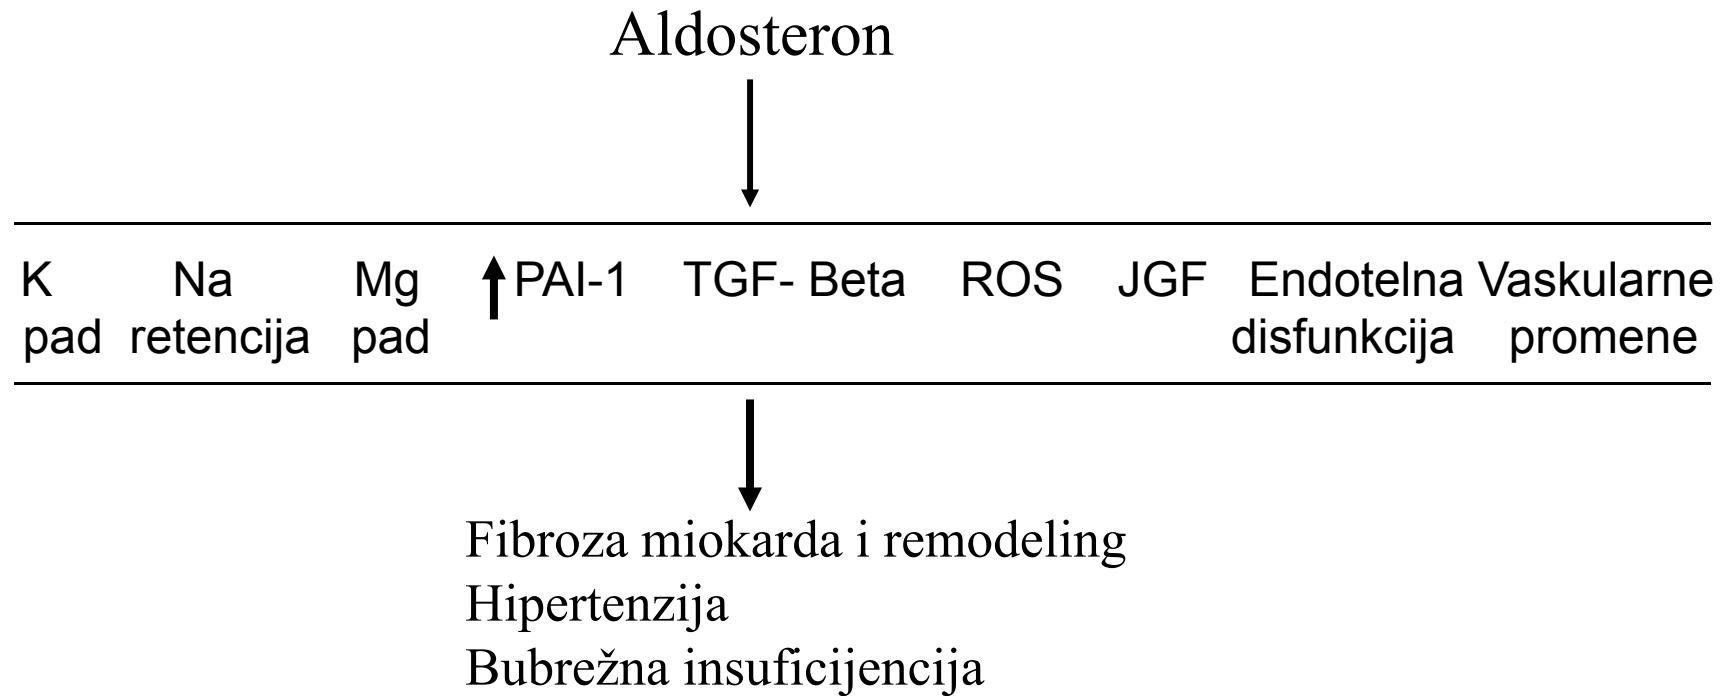 Aldosteron
K Na Mg PAI-1 TGF- Beta ROS JGF Endotelna Vaskularne
pad retencija pad disfunkcija promene
Fibroza miokarda i remodeling
Hipertenzija
Bubrežna insuficijencija